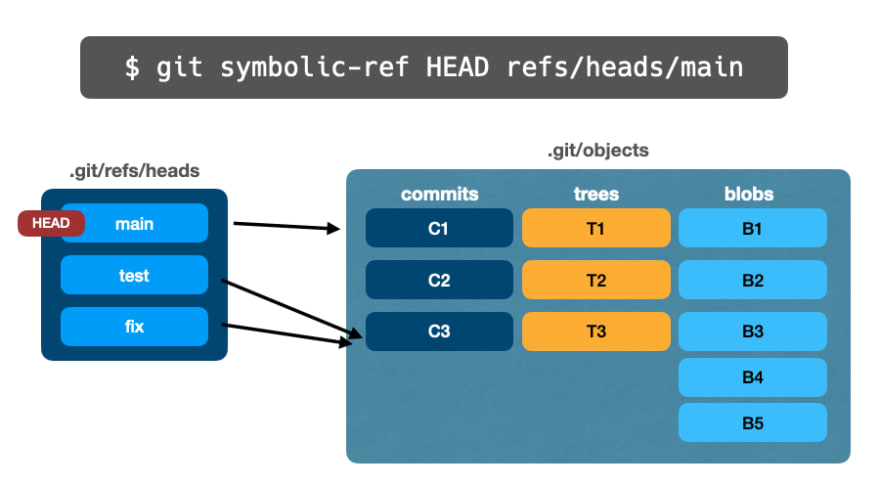 $ git symbolic-ref HEAD refs/heads/main
.git/refs/heads
HEAD
main
test
fix
.git/objects
commits trees blobs
C1 T1 B1
C2 T2 B2
C3 T3 B3
B4
B5